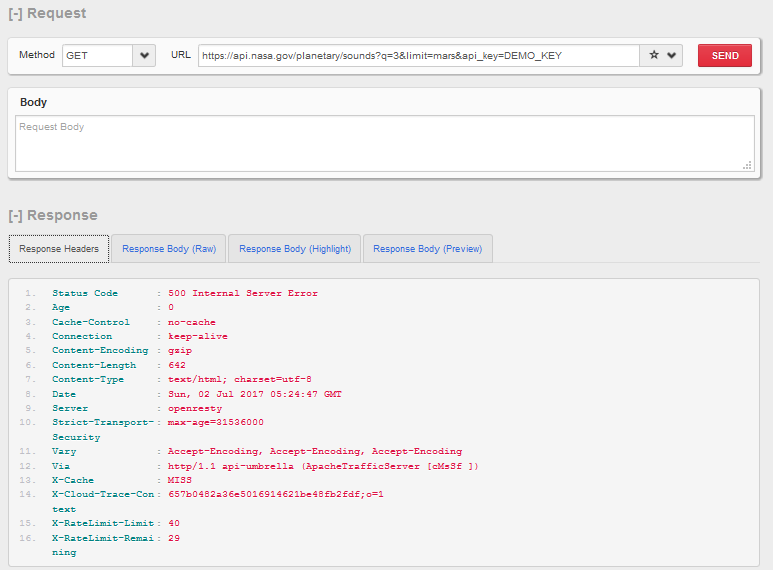 [-] Request
Method GET URL https://api.nasa.gov/planetary/sounds?q=3&limit=mars&api_key=DEMO_KEY SEND
Body
Request Body
[-] Response
Response Headers Response Body (Raw) Response Body (Highlight) Response Body (Preview)
1. Status Code : 500 Internal Server Error
2. Age : 0
3. Cache-Control : no-cache
4. Connection : keep-alive
5. Content-Encoding : gzip
6. Content-Length : 642
7. Content-Type : text/html; charset=utf-8
8. Date : Sun, 02 Jul 2017 05:24:47 GMT
9. Server : openresty
10. Strict-Transport- : max-age=31536000
Security
11. Vary : Accept-Encoding, Accept-Encoding, Accept-Encoding
12. Via : http/1.1 api-umbrella (ApacheTrafficServer [cMsSf ])
13. X-Cache : MISS
14. X-Cloud-Trace-Con : 657b0482a36e5016914621be48fb2fdf;o=1
text
15. X-RateLimit-Limit : 40
16. X-RateLimit-Remai : 29
ning